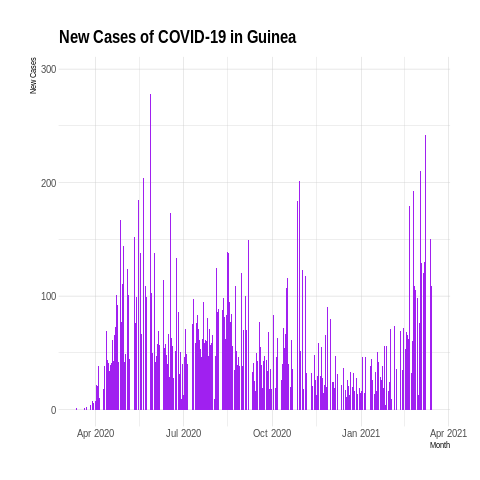 New Cases of COVID-19 in Guinea
New Cases
300
200
100
0
Apr 2020
Jul 2020
Oct 2020
Jan 2021
Apr 2021
Month